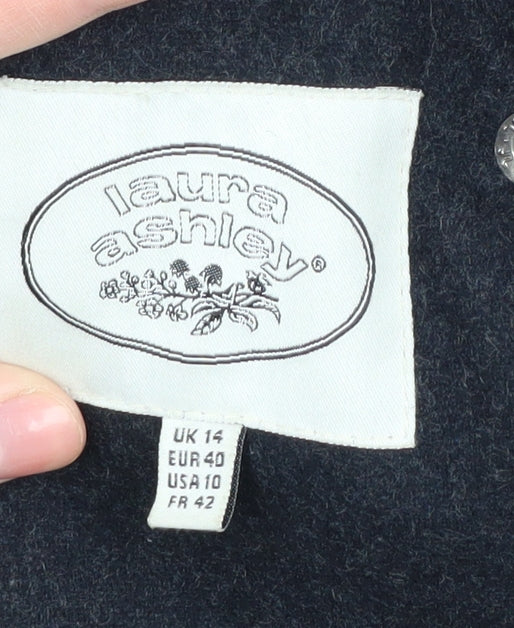 laura
ashley®
UK 14
EUR 40
USA 10
FR 42